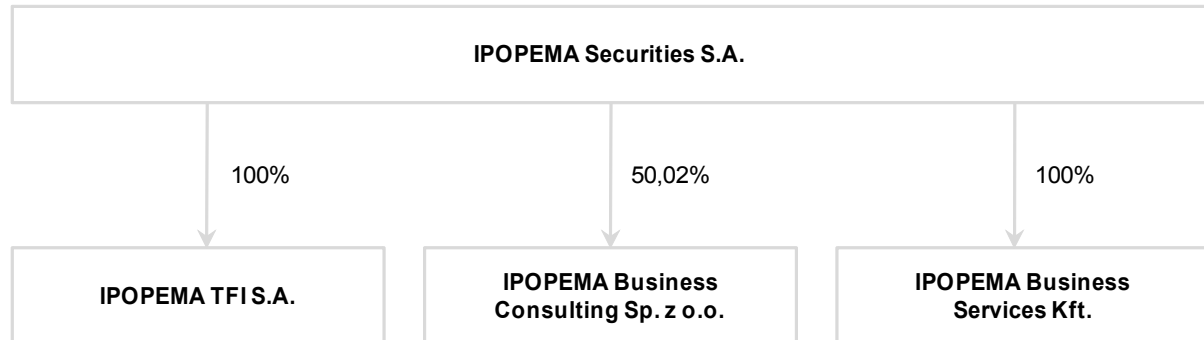 IPOPEMA Securities S.A.
100%
50,02%
100%
IPOPEMA TFI S.A.
IPOPEMA Business
Consulting Sp. z o.o.
IPOPEMA Business
Services Kft.